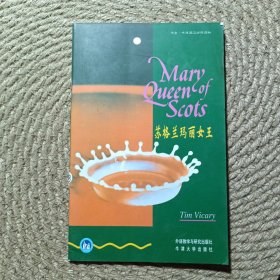 Mary
Queen of
Scots
苏格兰玛丽女王
Tim Vicary
外语教学与研究出版社
牛津大学出版社